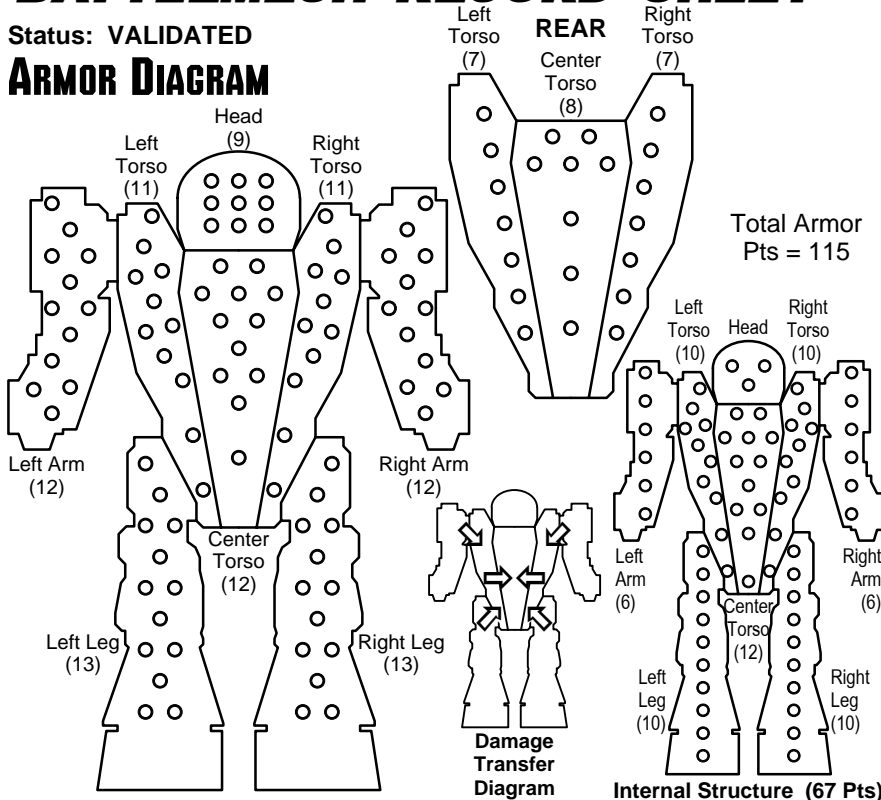 BATTLEMECH RECORD SHEET
Status: VALIDATED
ARMOR DIAGRAM
Head
(9)
Left
Torso
(11)
Right
Torso
(11)
Left Arm
(12)
Right Arm
(12)
Center
Torso
(12)
Left Leg
(13)
Right Leg
(13)
Left
Torso
(7)
REAR
Center
Torso
(8)
Right
Torso
(7)
Total Armor
Pts = 115
Left
Torso
(10)
Head
Right
Torso
(10)
Left
Arm
(6)
Right
Arm
(6)
Center
Torso
(12)
Left
Leg
(10)
Right
Leg
(10)
Damage
Transfer
Diagram
Internal Structure (67 Pts)